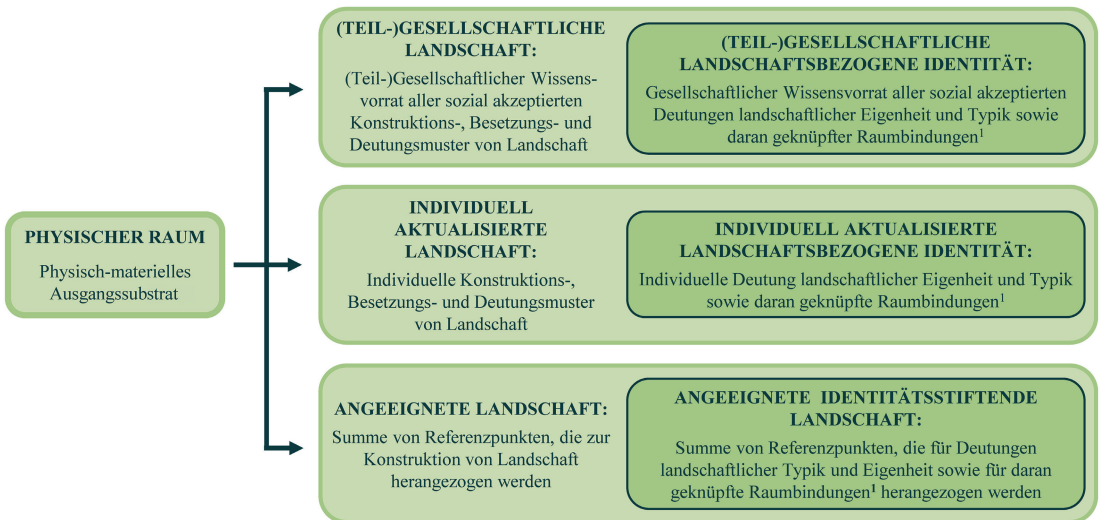 PHYSISCHER RAUM
Physisch-materielles
Ausgangssubstrat
(TEIL-)GESELLSCHAFTLICHE
LANDSCHAFT:
(Teil-)Gesellschaftlicher Wissens-
vorrat aller sozial akzeptierten
Konstruktions-, Besetzungs- und
Deutungsmuster von Landschaft
(TEIL-)GESELLSCHAFTLICHE
LANDSCHAFTSBEZOGENE IDENTITÄT:
Gesellschaftlicher Wissensvorrat aller sozial akzeptierten
Deutungen landschaftlicher Eigenheit und Typik sowie
daran geknüpfter Raumbindungen¹
INDIVIDUELL
AKTUALISIERTE
LANDSCHAFT:
Individuelle Konstruktions-,
Besetzungs- und Deutungsmuster
von Landschaft
INDIVIDUELL AKTUALISIERTE
LANDSCHAFTSBEZOGENE IDENTITÄT:
Individuelle Deutung landschaftlicher Eigenheit und Typik
sowie daran geknüpfte Raumbindungen¹
ANGEEIGNETE LANDSCHAFT:
Summe von Referenzpunkten, die zur
Konstruktion von Landschaft
herangezogen werden
ANGEEIGNETE IDENTITÄTSSTIFTENDE
LANDSCHAFT:
Summe von Referenzpunkten, die für Deutungen
landschaftlicher Typik und Eigenheit sowie für daran
geknüpfte Raumbindungen¹ herangezogen werden